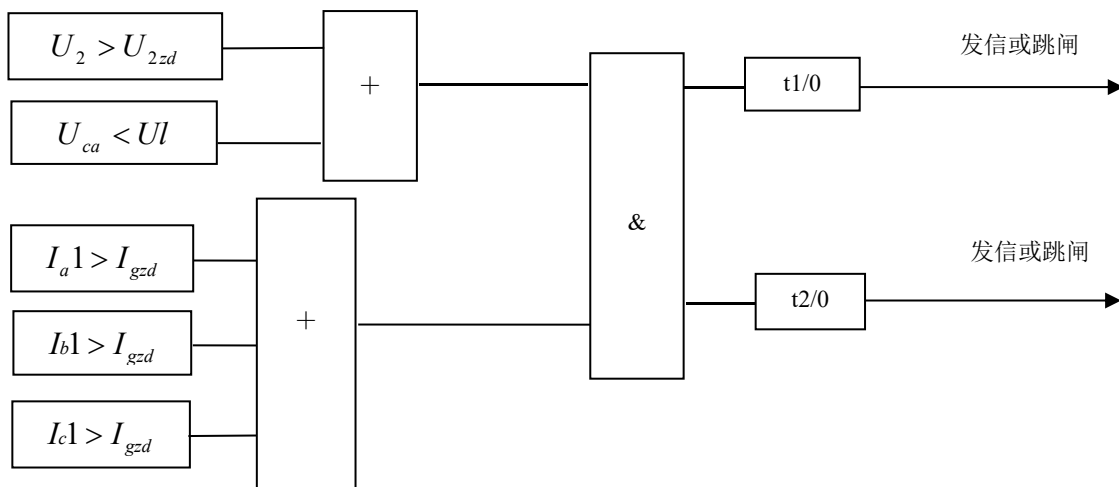 U2 > U2zd
Uca < Ul
+
t1/0
发信或跳闸
Ia1 > Igzd
Ib1 > Igzd
Ic1 > Igzd
+
&
t2/0
发信或跳闸